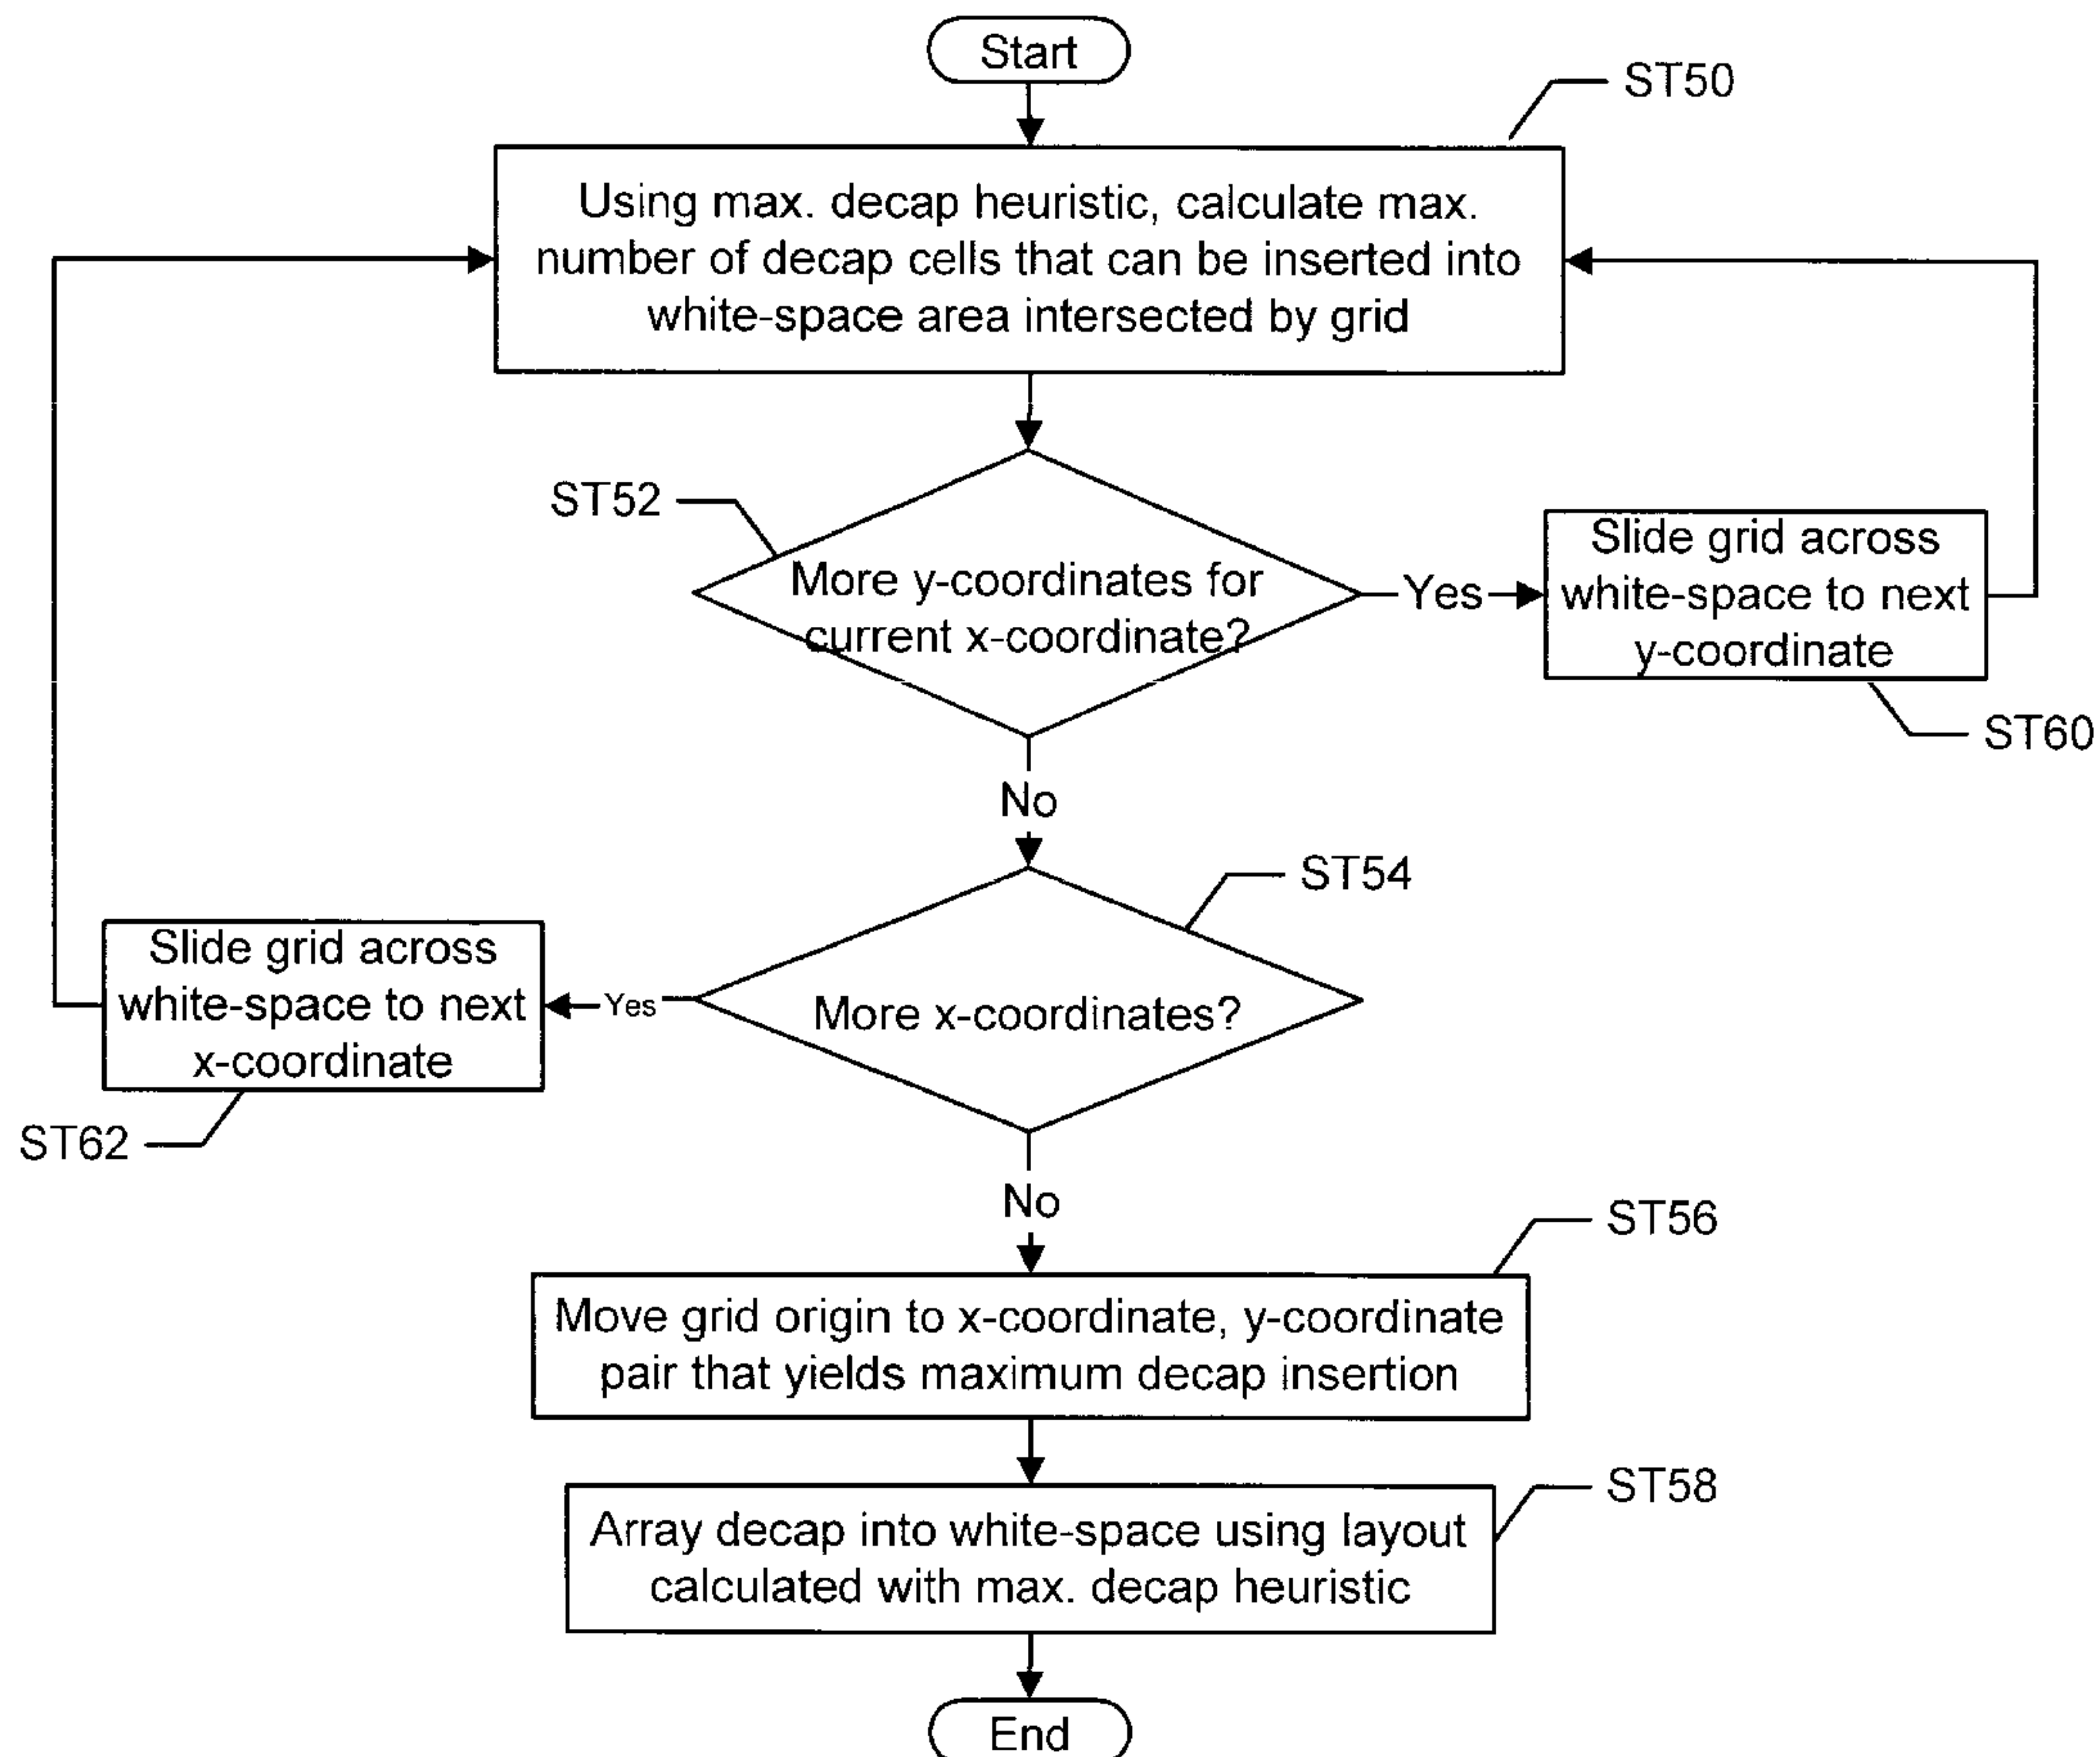 Start
ST50
Using max. decap heuristic, calculate max.
number of decap cells that can be inserted into
white-space area intersected by grid
ST52
More y-coordinates for
current x-coordinate?
Yes
Slide grid across
white-space to next
y-coordinate
ST60
No
ST54
More x-coordinates?
Yes
Slide grid across
white-space to next
x-coordinate
ST62
No
ST56
Move grid origin to x-coordinate, y-coordinate
pair that yields maximum decap insertion
ST58
Array decap into white-space using layout
calculated with max. decap heuristic
End